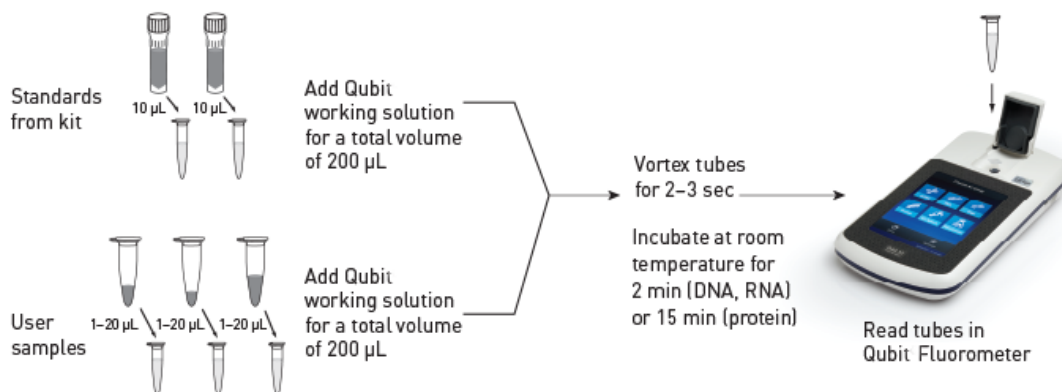 Standards
from kit
10 µL
10 µL
Add Qubit
working solution
for a total volume
of 200 µL
User
samples
1–20 µL
1–20 µL
1–20 µL
Add Qubit
working solution
for a total volume
of 200 µL
Vortex tubes
for 2–3 sec
Incubate at room
temperature for
2 min (DNA, RNA)
or 15 min (protein)
Read tubes in
Qubit Fluorometer